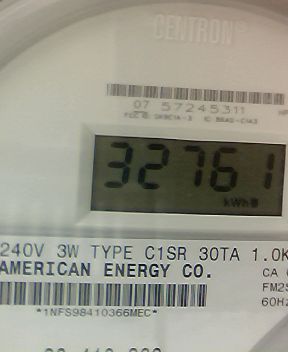 CENTRON
07 57245311
32761
kWh
240V 3W TYPE C1SR 30TA 1.0K
AMERICAN ENERGY CO.
CA
FM2S
60Hz
*1NFS98410366MEC*